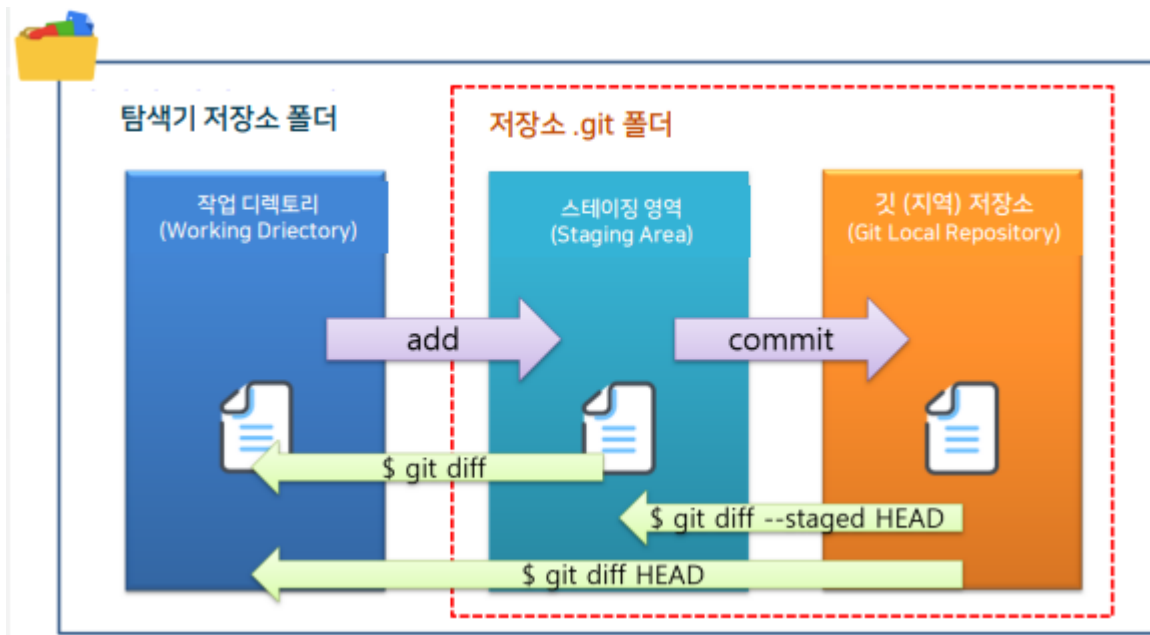 탐색기 저장소 폴더
저장소 .git 폴더
작업 디렉토리
(Working Driectory)
스테이징 영역
(Staging Area)
깃 (지역) 저장소
(Git Local Repository)
add
commit
$ git diff
$ git diff --staged HEAD
$ git diff HEAD